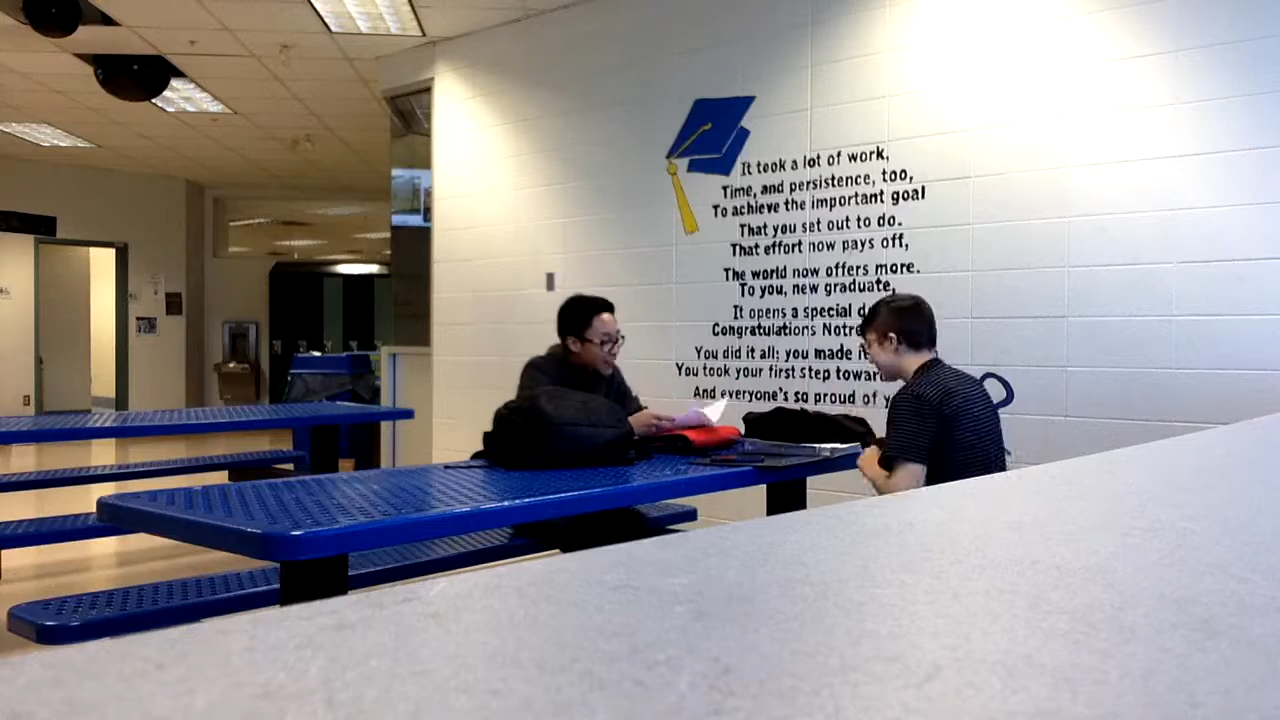 It took a lot of work,
Time, and persistence, too,
To achieve the important goal
That you set out to do.
That effort now pays off,
The world now offers more.
To you, new graduate,
It opens a special
Congratulations
You did it all; you made
You took your first step
And everyone's so proud of